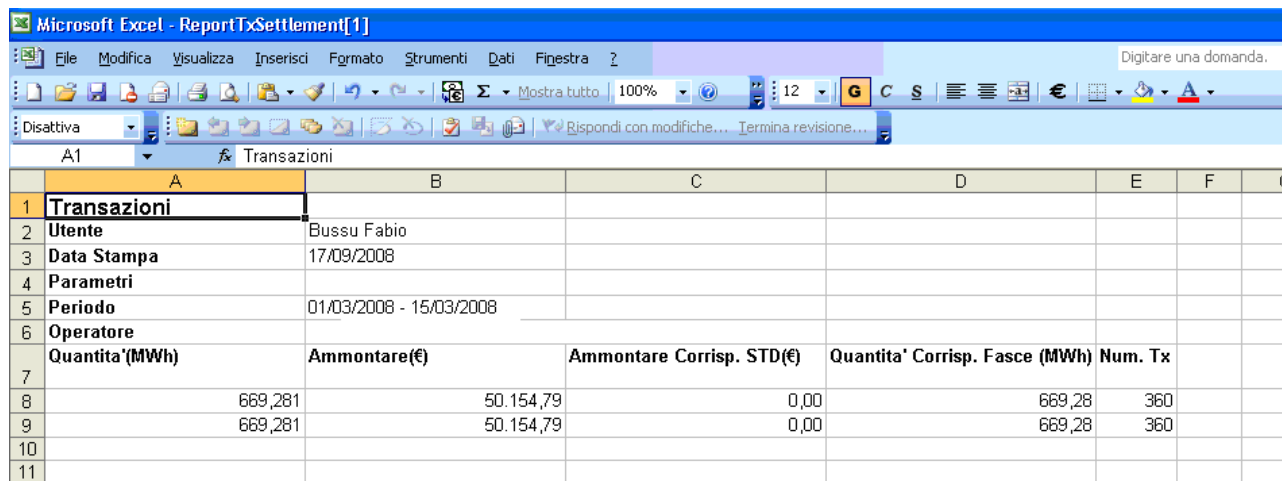 Microsoft Excel - ReportTxSettlement[1]
File Modifica Visualizza Inserisci Formato Strumenti Dati Finestra ? Digitare una domanda.
Mostra tutto 100% 12 G C S €
Disattiva Rispondi con modifiche... Termina revisione...
A1 fx Transazioni
A B C D E F
1 Transazioni
2 Utente Bussu Fabio
3 Data Stampa 17/09/2008
4 Parametri
5 Periodo 01/03/2008 - 15/03/2008
6 Operatore
Quantita'(MWh) Ammontare(€) Ammontare Corrisp. STD(€) Quantita' Corrisp. Fasce (MWh) Num. Tx
7
8 669,281 50.154,79 0,00 669,28 360
9 669,281 50.154,79 0,00 669,28 360
10
11